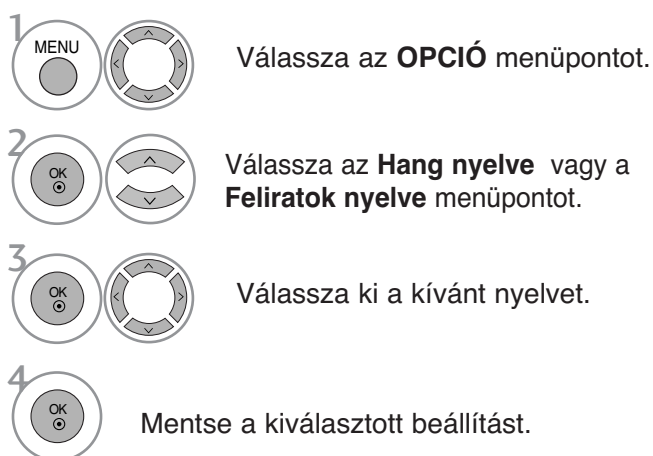 1
MENU
Válassza az OPCIÓ menüpontot.
2
OK
Válassza az Hang nyelve vagy a
Feliratok nyelve menüpontot.
3
OK
Válassza ki a kívánt nyelvet.
4
OK
Mentse a kiválasztott beállítást.